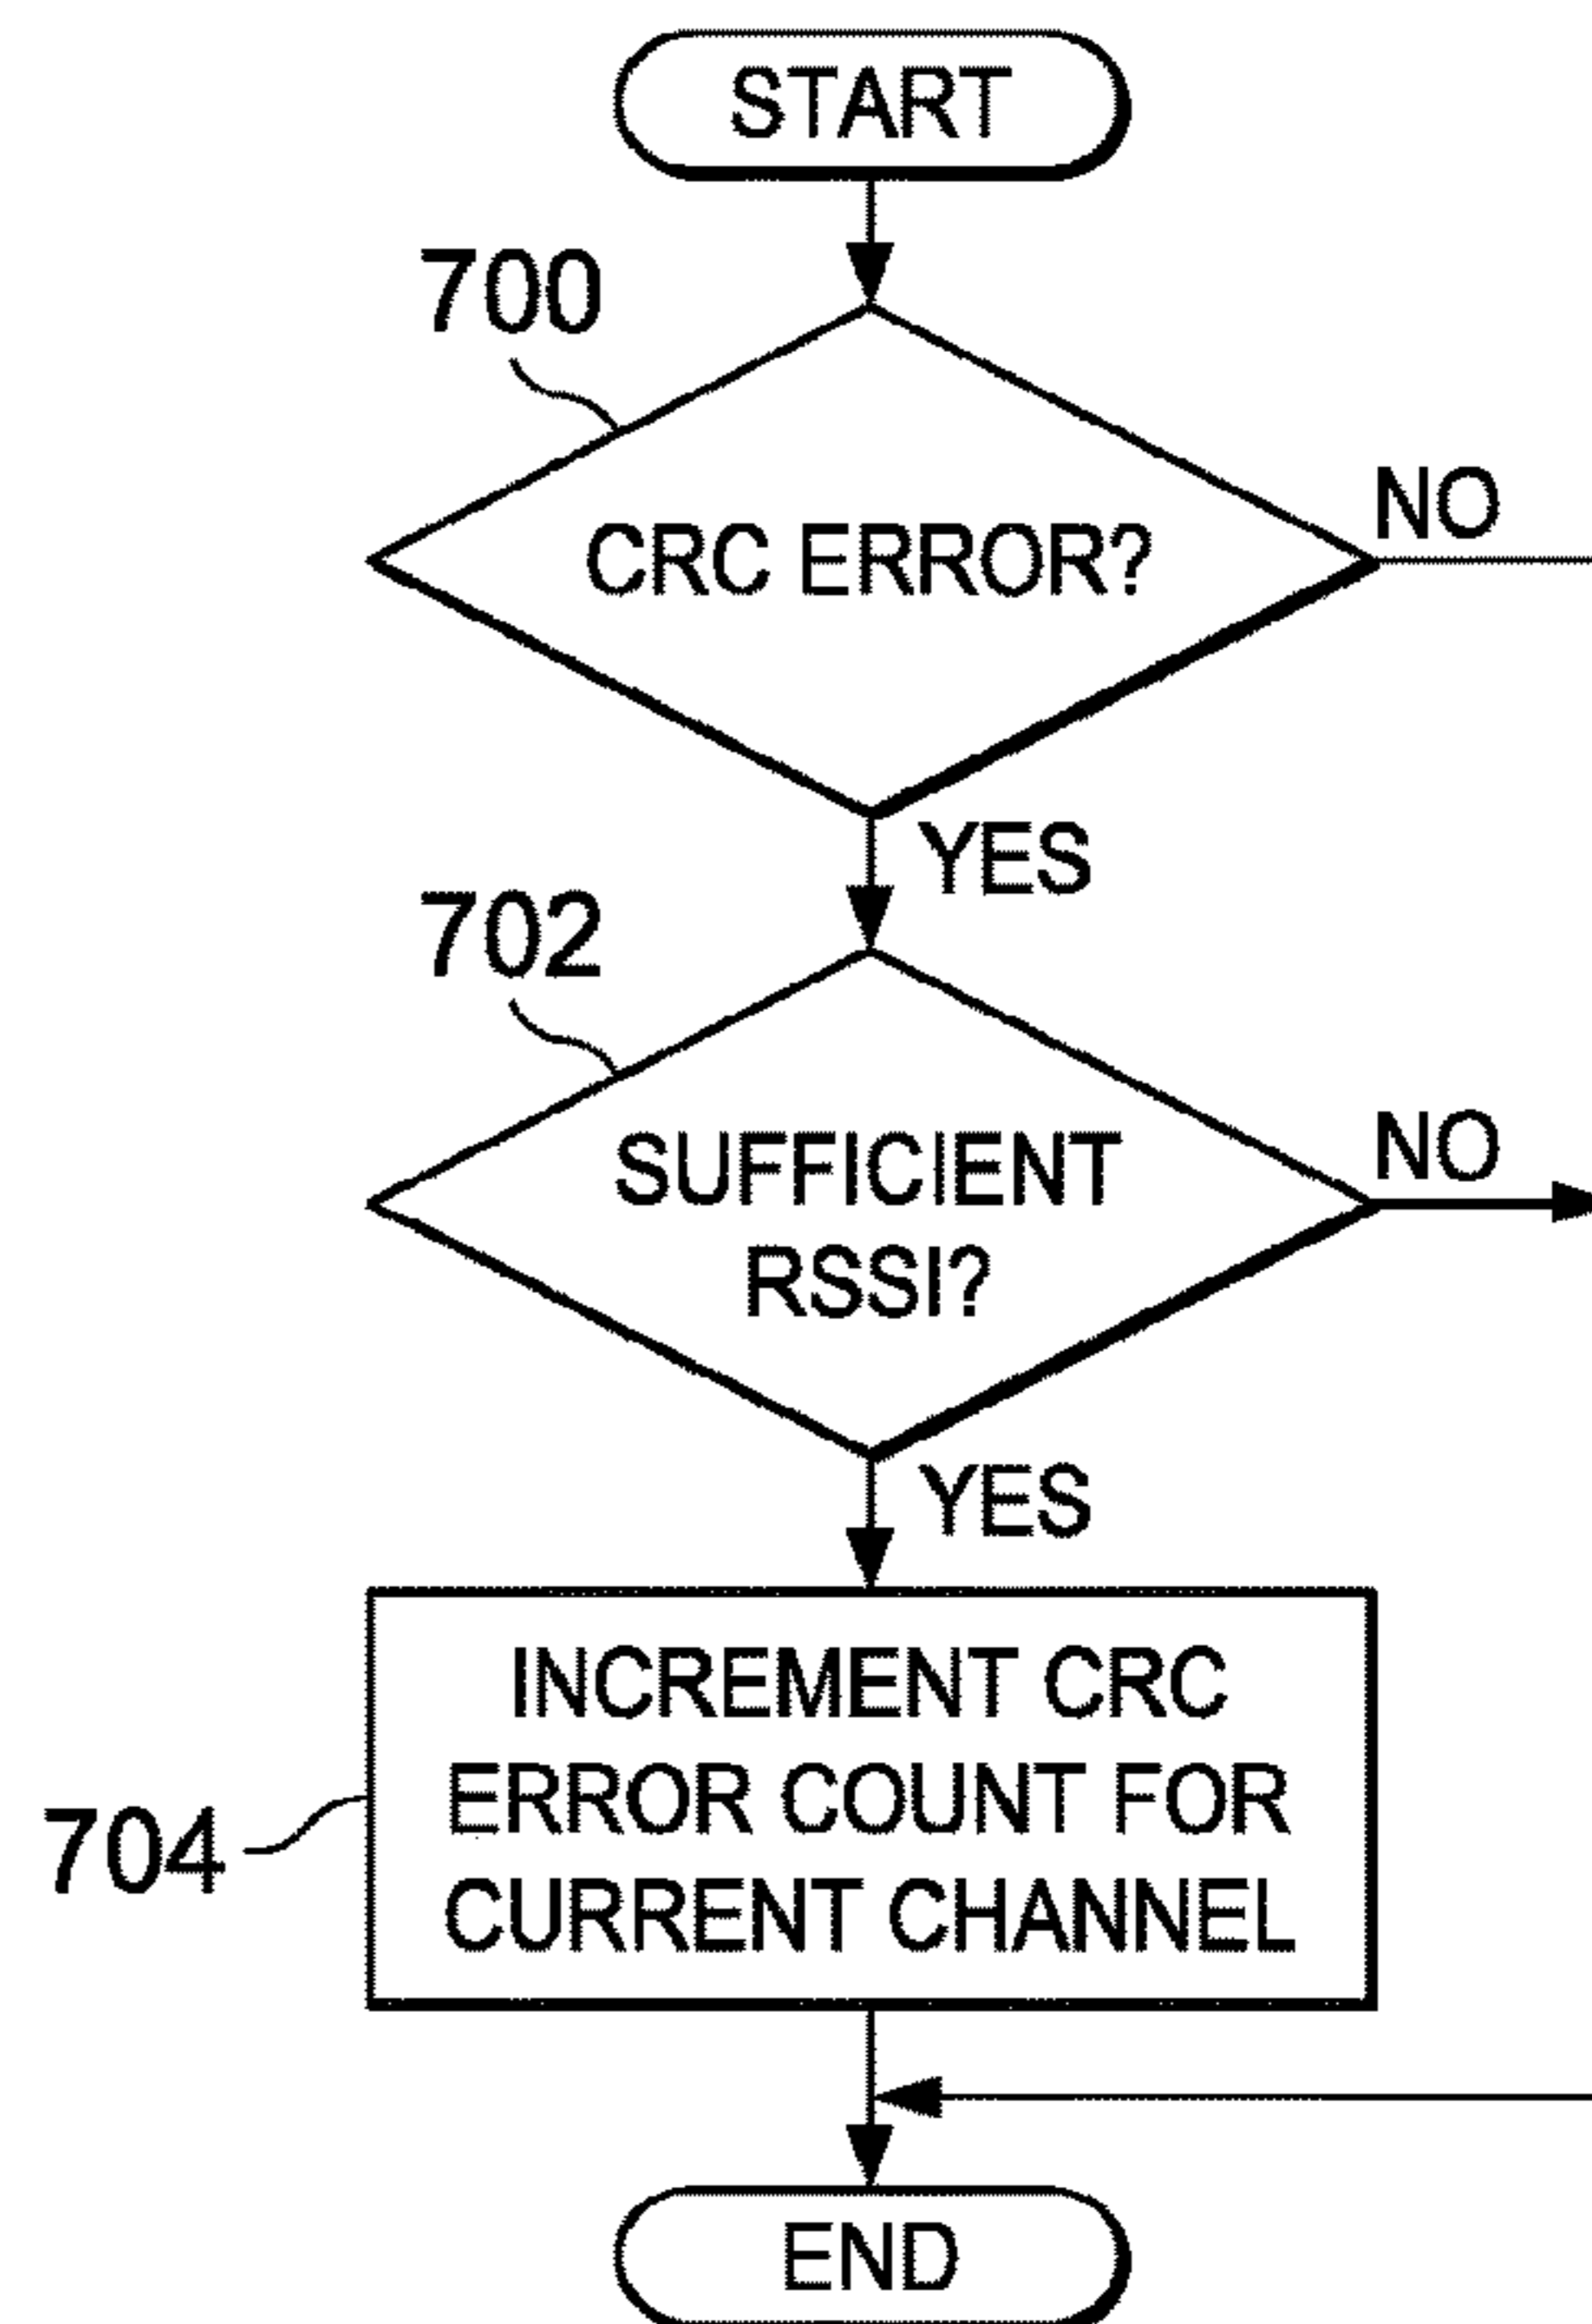 START
700
CRC ERROR?
NO
YES
702
SUFFICIENT
RSSI?
NO
YES
INCREMENT CRC
ERROR COUNT FOR
CURRENT CHANNEL
704
END